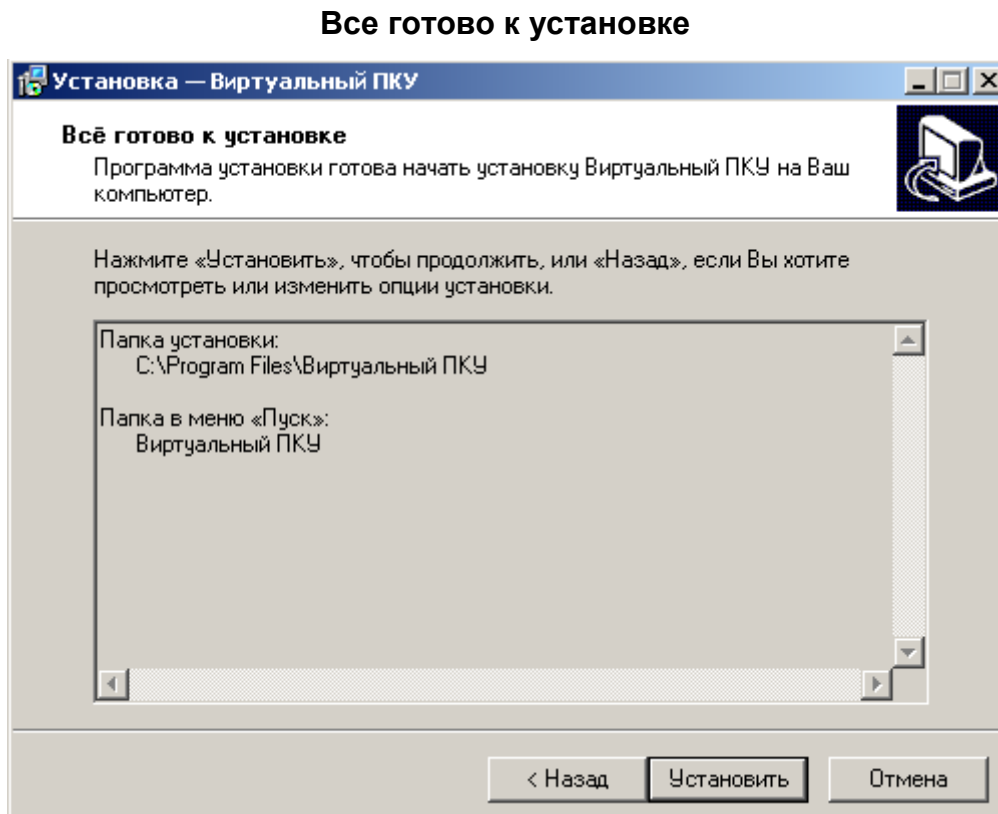 Все готово к установке
Установка — Виртуальный ПКУ
Всё готово к установке
Программа установки готова начать установку Виртуальный ПКУ на Ваш
компьютер.
Нажмите «Установить», чтобы продолжить, или «Назад», если Вы хотите
просмотреть или изменить опции установки.
Папка установки:
C:\Program Files\Виртуальный ПКУ
Папка в меню «Пуск»:
Виртуальный ПКУ
< Назад
Установить
Отмена